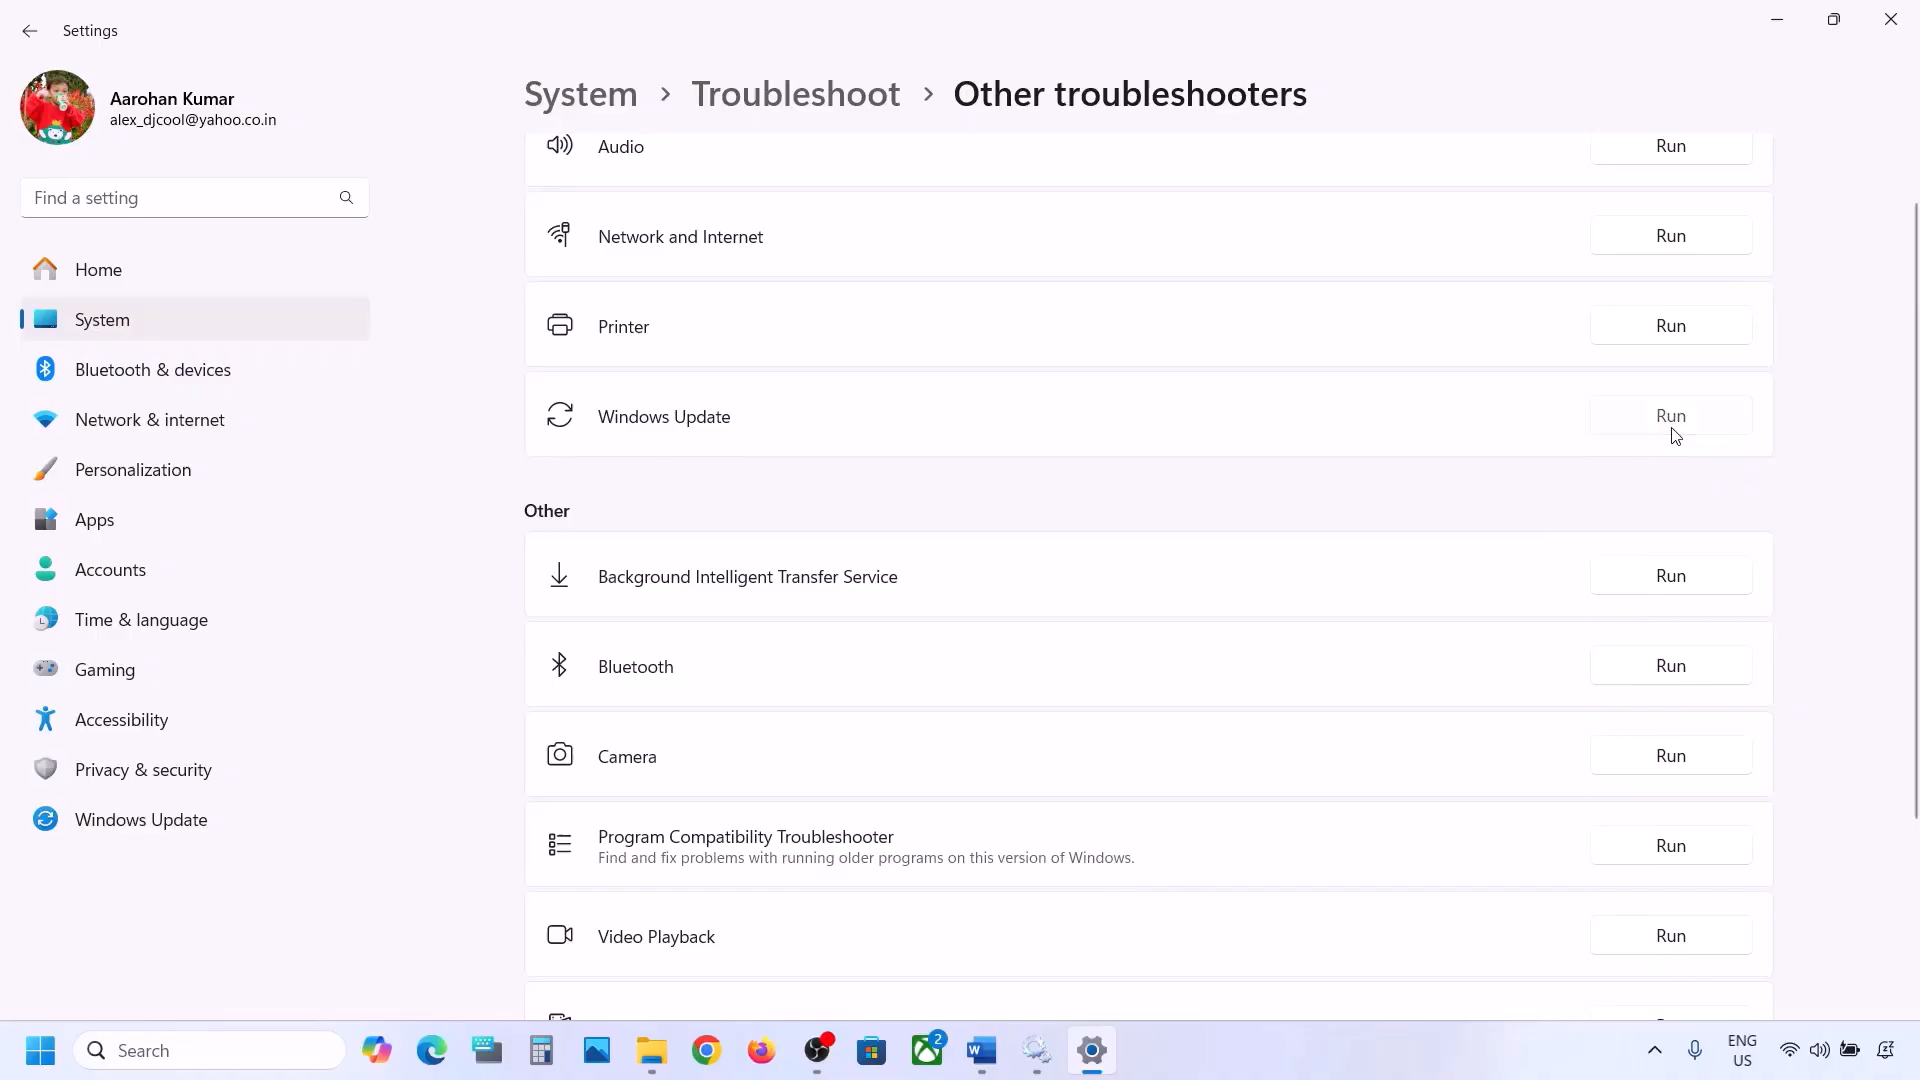 Settings
Aarohan Kumar
alex_djcool@yahoo.co.in
Find a setting
Home
System
Bluetooth & devices
Network & internet
Personalization
Apps
Accounts
Time & language
Gaming
Accessibility
Privacy & security
Windows Update
System > Troubleshoot > Other troubleshooters
Audio Run
Network and Internet Run
Printer Run
Windows Update Run
Other
Background Intelligent Transfer Service Run
Bluetooth Run
Camera Run
Program Compatibility Troubleshooter Run
Find and fix problems with running older programs on this version of Windows.
Video Playback Run
Search
2
ENG
US